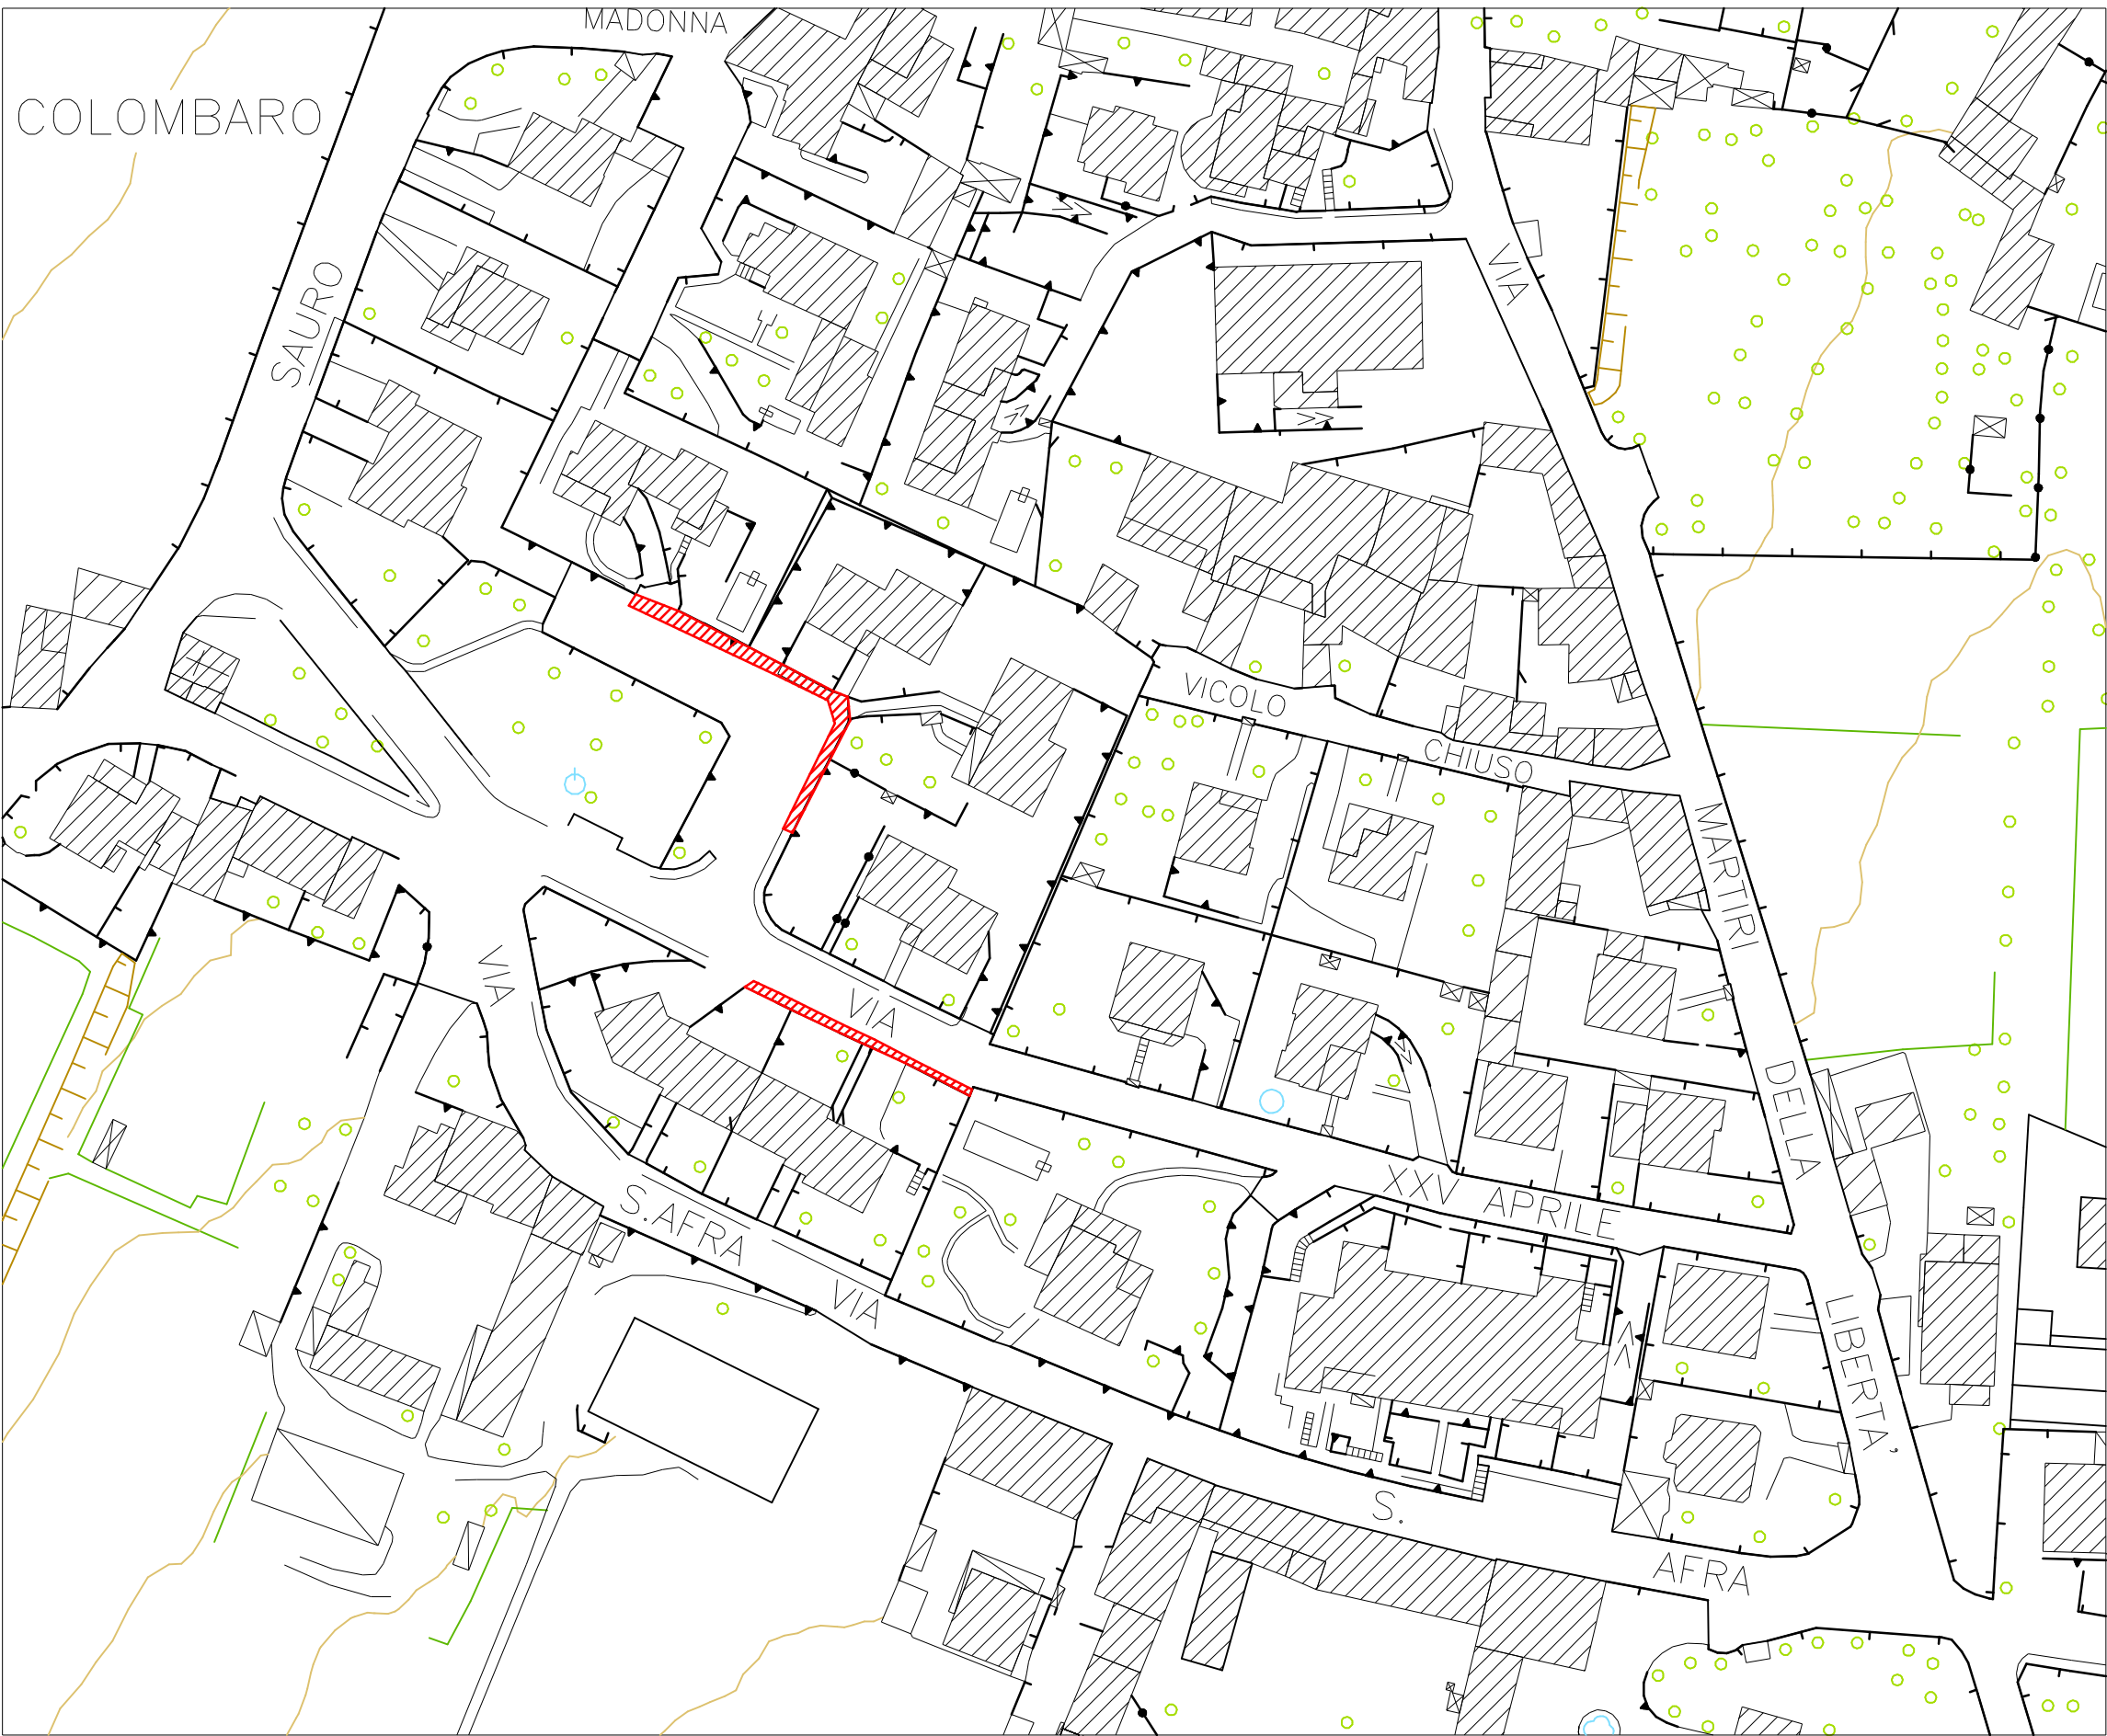 MADONNA
COLOMBARO
SAURO
VIA
VICOLO
CHIUSO
MARTIRI
VIA
VIA
DELLA
XXV APRILE
S.AFRA
VIA
LIBERTA'
S.
AFRA